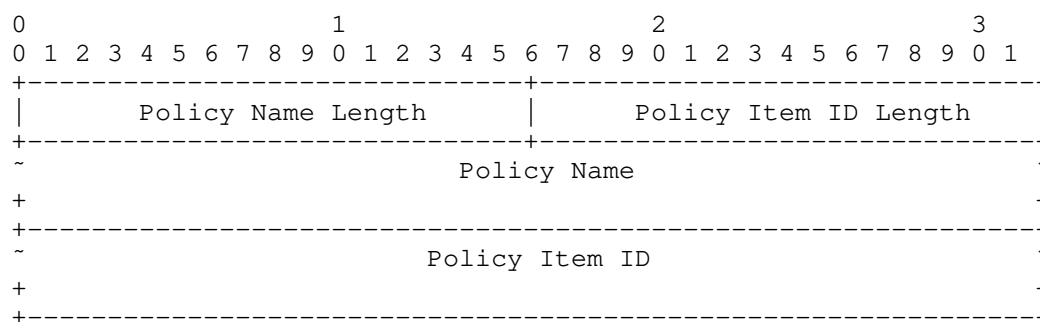 0                   1                   2                   3
0 1 2 3 4 5 6 7 8 9 0 1 2 3 4 5 6 7 8 9 0 1 2 3 4 5 6 7 8 9 0 1
+-------------------------------+-------------------------------
|       Policy Name Length      |      Policy Item ID Length
+-------------------------------+-------------------------------
~                           Policy Name                         ~
+                                                               -
+---------------------------------------------------------------
~                         Policy Item ID                        ~
+                                                               -
+---------------------------------------------------------------